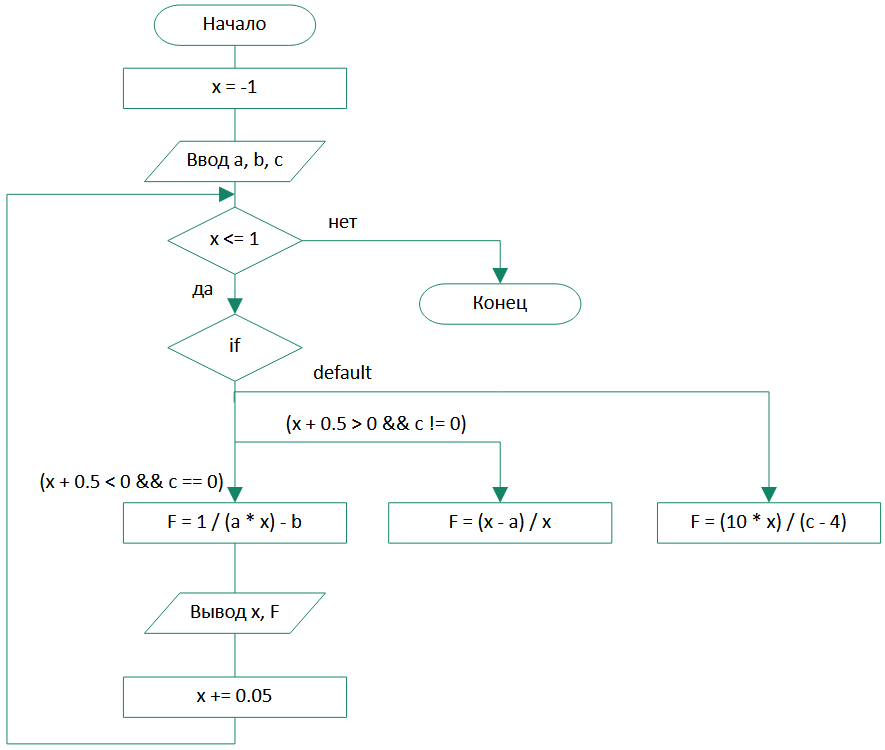 Начало
x = -1
Ввод a, b, c
x <= 1
нет
да
Конец
if
default
(x + 0.5 > 0 && c != 0)
(x + 0.5 < 0 && c == 0)
F = 1 / (a * x) - b
F = (x - a) / x
F = (10 * x) / (c - 4)
Вывод x, F
x += 0.05